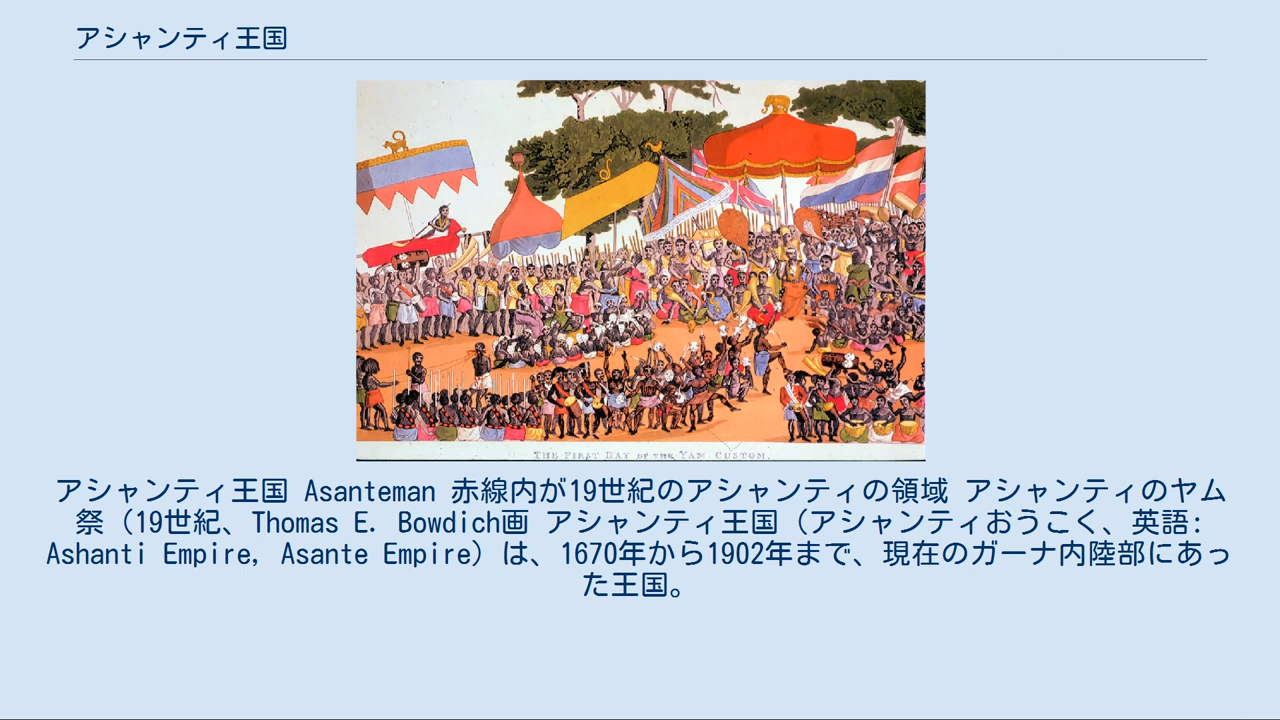 アシャンティ王国
THE FIRST DAY OF THE YAM CUSTOM.
アシャンティ王国 Asanteman 赤線内が19世紀のアシャンティの領域 アシャンティのヤム
祭（19世紀、Thomas E. Bowdich画 アシャンティ王国（アシャンティおうこく、英語:
Ashanti Empire, Asante Empire）は、1670年から1902年まで、現在のガーナ内陸部にあっ
た王国。